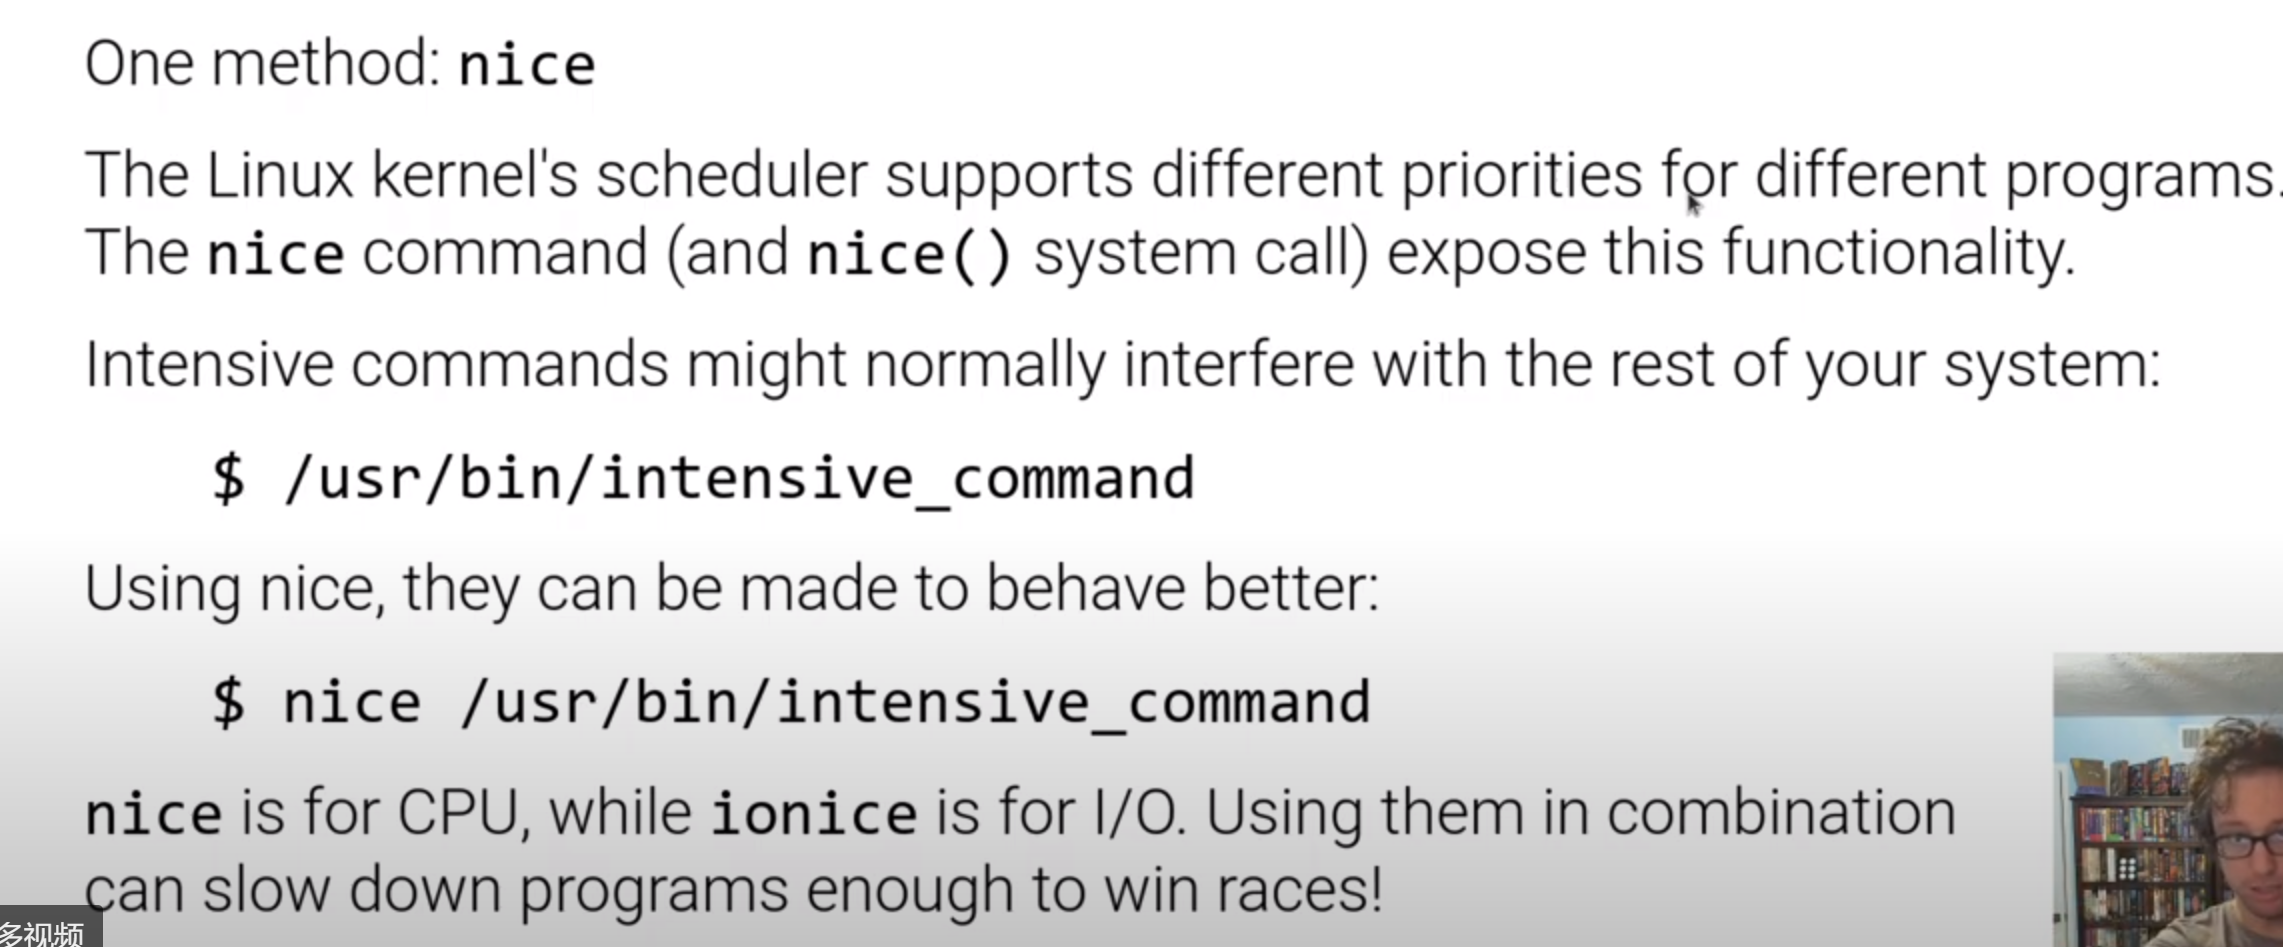 One method: nice
The Linux kernel's scheduler supports different priorities for different programs.
The nice command (and nice() system call) expose this functionality.
Intensive commands might normally interfere with the rest of your system:
$ /usr/bin/intensive_command
Using nice, they can be made to behave better:
$ nice /usr/bin/intensive_command
nice is for CPU, while ionice is for I/O. Using them in combination
can slow down programs enough to win races!
多视频